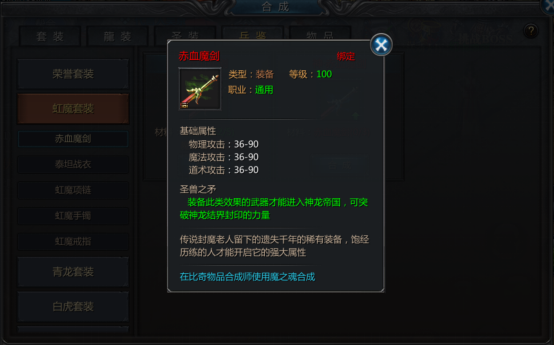 合成
套装 服装 圣装 兵鉴 物品
?
荣誉套装
虹魔套装
赤血魔剑
泰坦战衣
虹魔项链
虹魔手镯
虹魔戒指
青龙套装
白虎套装
赤血魔剑 绑定
类型：装备 等级：100
职业：通用
基础属性
物理攻击：36-90
魔法攻击：36-90
道术攻击：36-90
圣兽之矛
装备此类效果的武器才能进入神龙帝国，可突
破神龙结界封印的力量
传说封魔老人留下的遗失千年的稀有装备，饱经
历练的人才能开启它的强大属性
在比奇物品合成师使用魔之魂合成